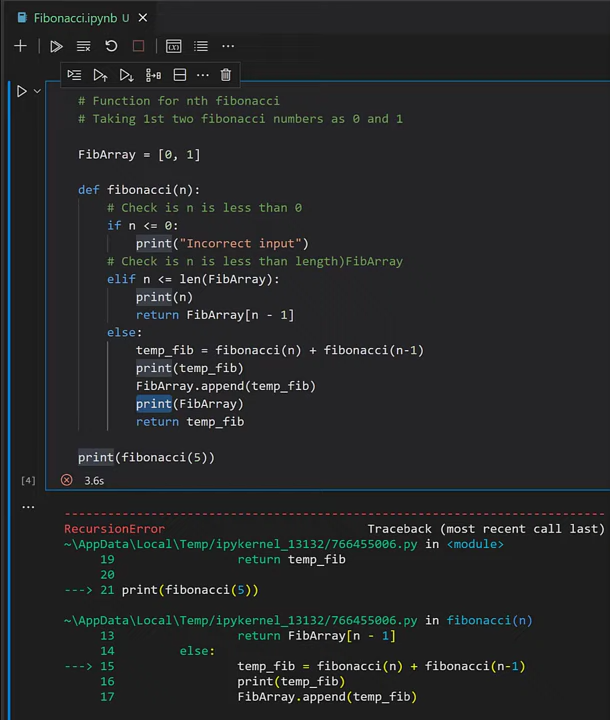 Fibonacci.ipynb U
# Function for nth fibonacci
# Taking 1st two fibonacci numbers as 0 and 1
FibArray = [0, 1]
def fibonacci(n):
# Check is n is less than 0
if n <= 0:
print("Incorrect input")
# Check is n is less than length)FibArray
elif n <= len(FibArray):
print(n)
return FibArray[n - 1]
else:
temp_fib = fibonacci(n) + fibonacci(n-1)
print(temp_fib)
FibArray.append(temp_fib)
print(FibArray)
return temp_fib
print(fibonacci(5))
[4] 3.6s
...
--------------------------------------------------------------------------
RecursionError Traceback (most recent call last)
~\AppData\Local\Temp/ipykernel_13132/766455006.py in <module>
19 return temp_fib
20
---> 21 print(fibonacci(5))
~\AppData\Local\Temp/ipykernel_13132/766455006.py in fibonacci(n)
13 return FibArray[n - 1]
14 else:
---> 15 temp_fib = fibonacci(n) + fibonacci(n-1)
16 print(temp_fib)
17 FibArray.append(temp_fib)